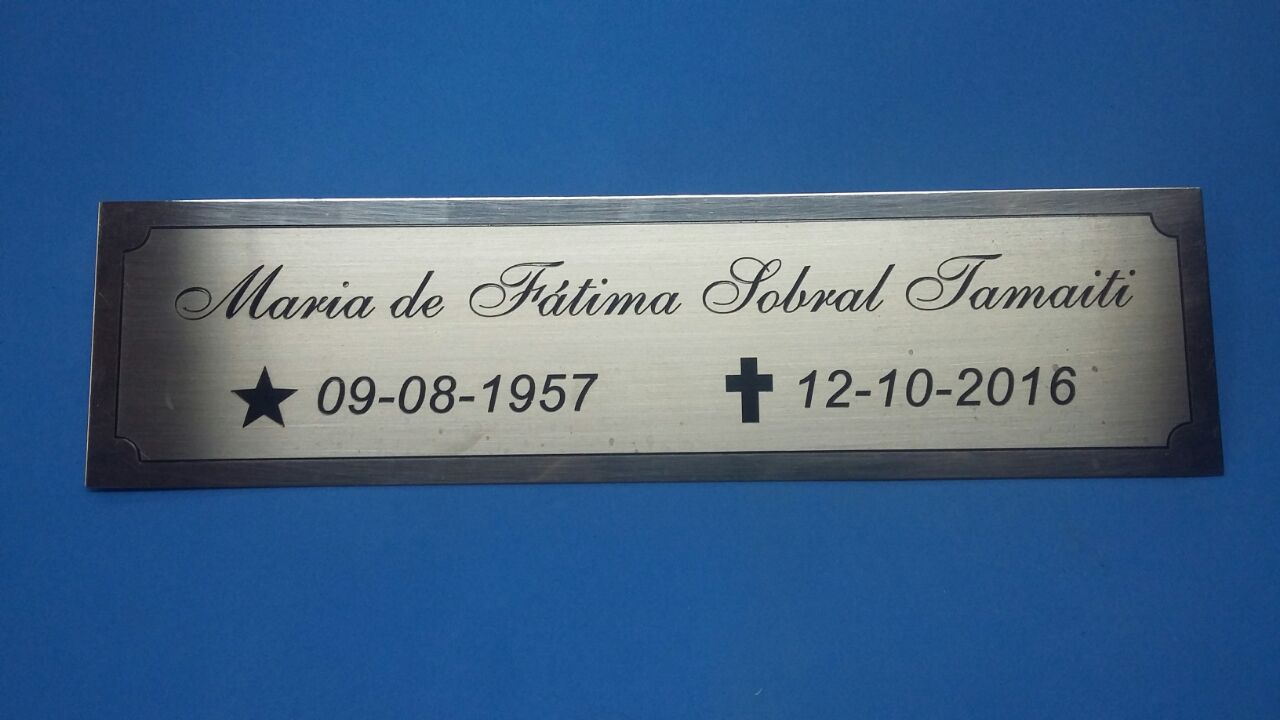 Maria de Fátima Sobral Tamaiti
★ 09-08-1957 ✝ 12-10-2016